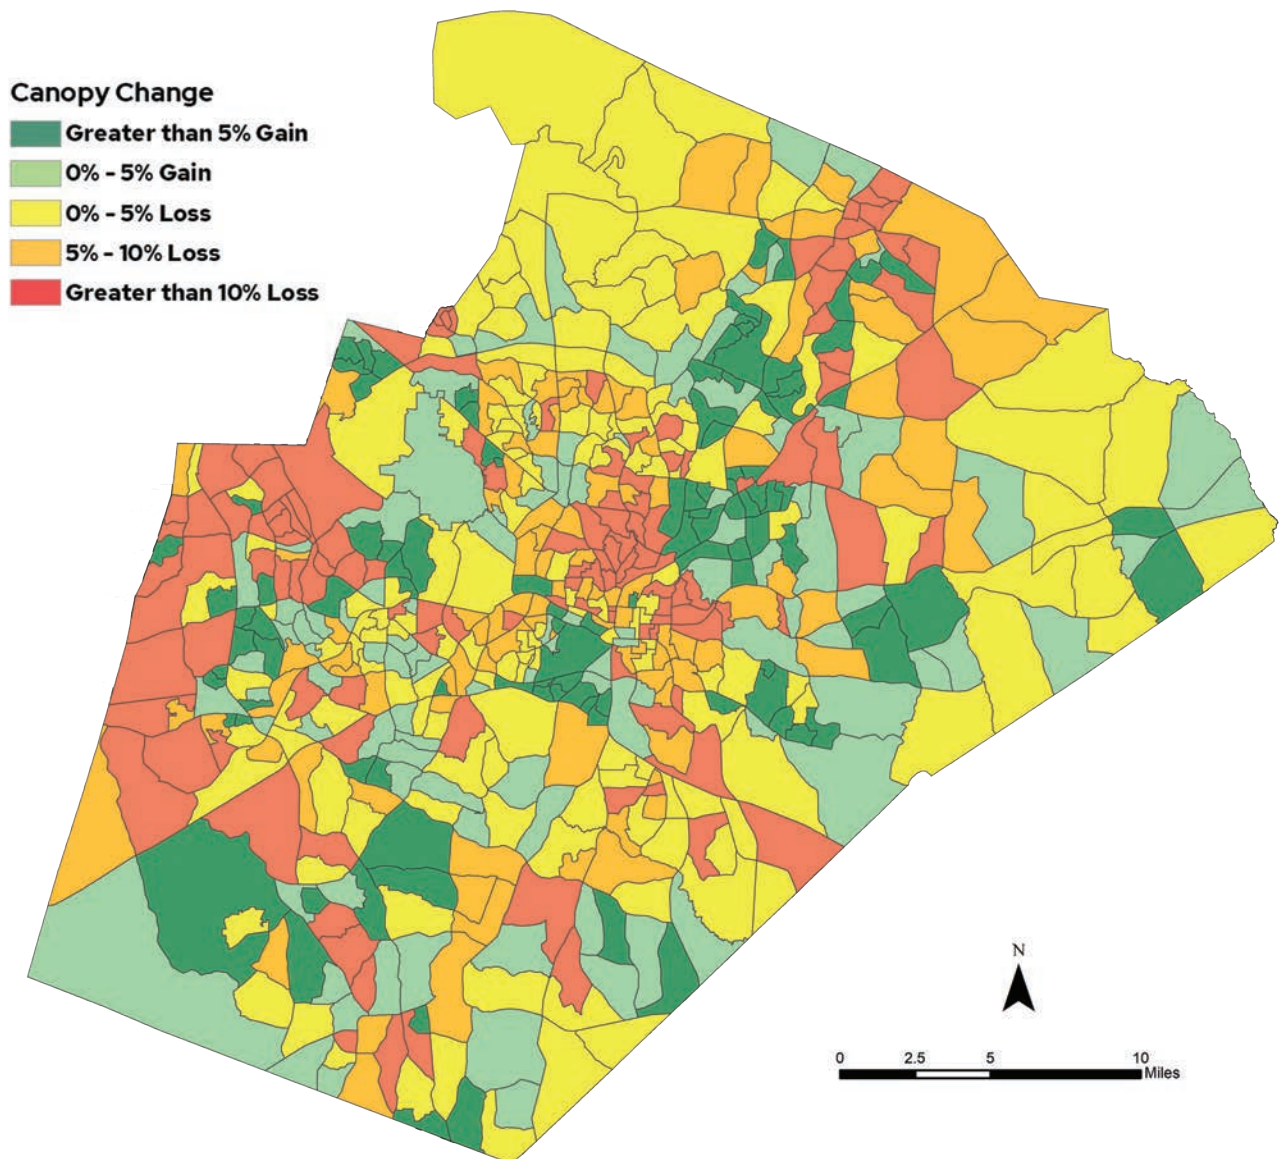 Canopy Change
Greater than 5% Gain
0% - 5% Gain
0% - 5% Loss
5% - 10% Loss
Greater than 10% Loss
N
0 2.5 5 10
Miles